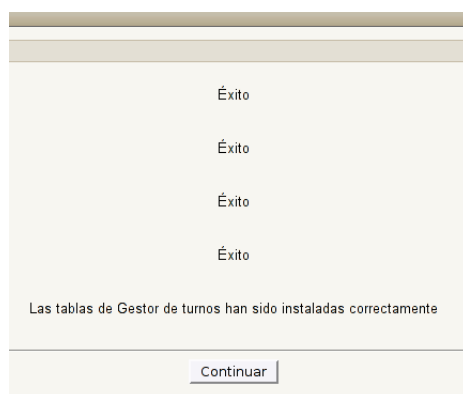 Éxito
Éxito
Éxito
Éxito
Las tablas de Gestor de turnos han sido instaladas correctamente
Continuar